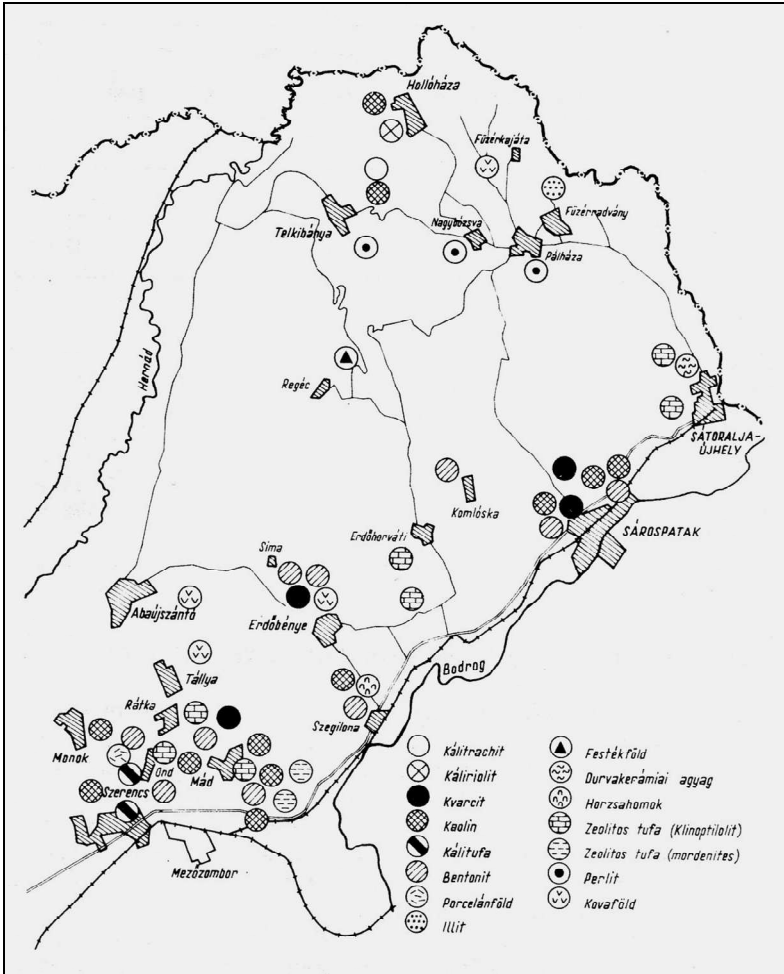 Hollóháza
Füzérkajáta
Füzérradvány
Telkibánya
Nagybózsva
Pálháza
Hernád
Regéc
SÁTORALJA-
ÚJHELY
Komlóska
SÁROSPATAK
Erdőhorváti
Sima
Abaújszántó
Erdőbénye
Bodrog
Tállya
Rátka
Szegilona
Monok
Ond
Mád
Szerencs
Mezőzombor
Kálitrachit
Káliriolit
Kvarcit
Kaolin
Kálitufa
Bentonit
Porcelánföld
Illit
Festékföld
Durvakerámiai agyag
Horzsahomok
Zeolitos tufa (Klinoptilolit)
Zeolitos tufa (mordenites)
Perlit
Kovaföld